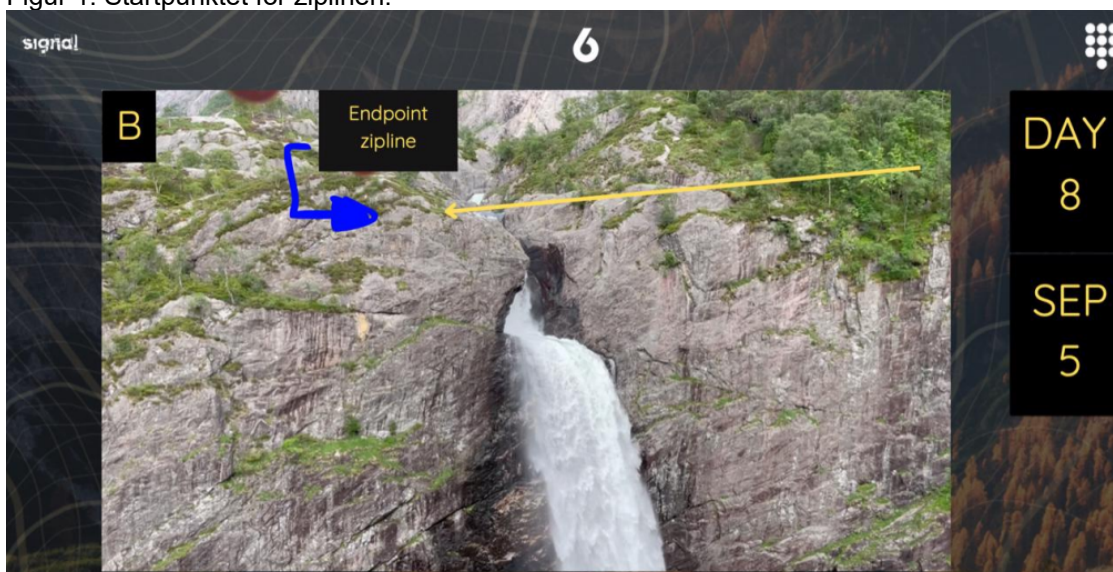 Figur 1: Startpunktet for ziplinen.
signal
6
B
Endpoint
zipline
DAY
8
SEP
5